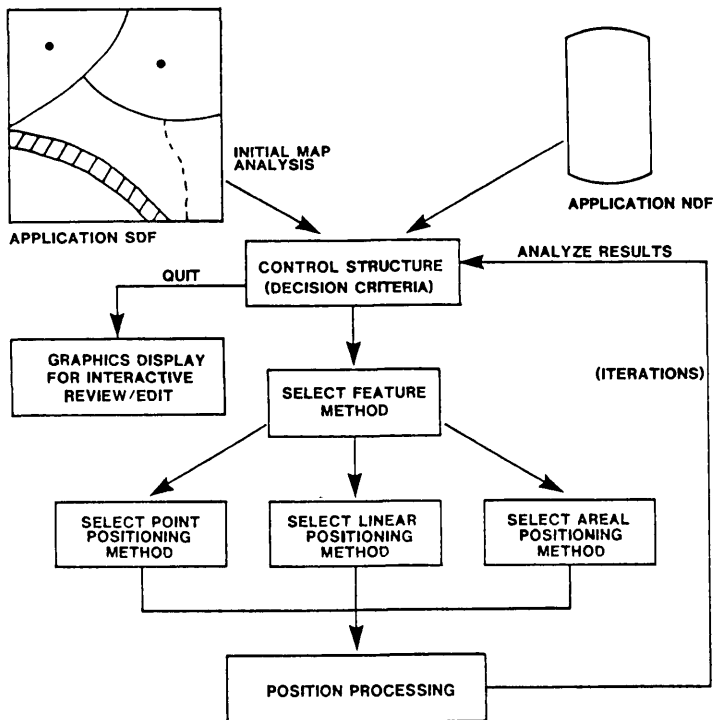 INITIAL MAP
ANALYSIS
APPLICATION SDF
APPLICATION NDF
CONTROL STRUCTURE
(DECISION CRITERIA)
ANALYZE RESULTS
QUIT
GRAPHICS DISPLAY
FOR INTERACTIVE
REVIEW/EDIT
(ITERATIONS)
SELECT FEATURE
METHOD
SELECT POINT
POSITIONING
METHOD
SELECT LINEAR
POSITIONING
METHOD
SELECT AREAL
POSITIONING
METHOD
POSITION PROCESSING